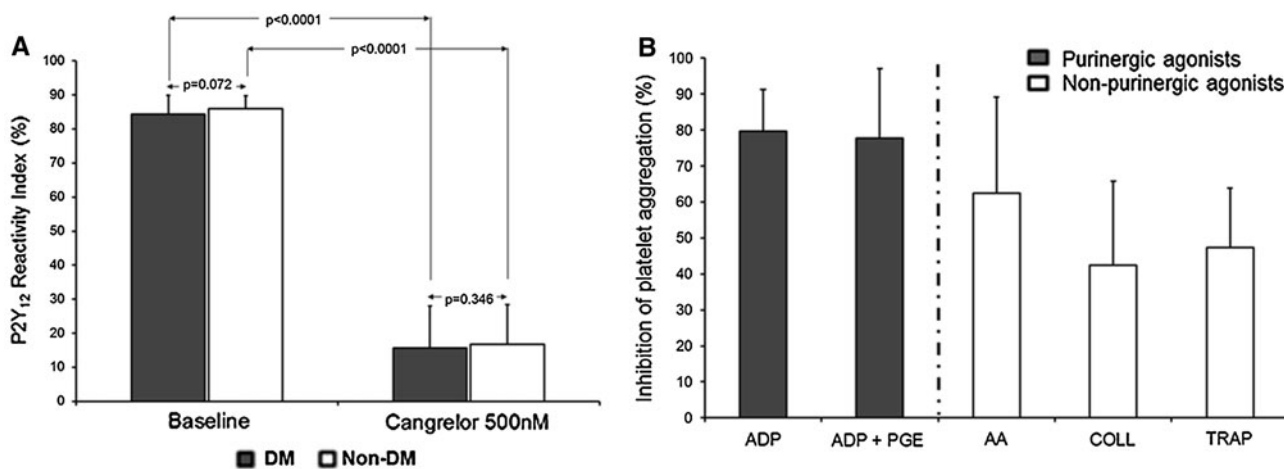 A
p<0.0001
p<0.0001
p=0.072
p=0.346
P2Y12 Reactivity Index (%)
100
90
80
70
60
50
40
30
20
10
0
Baseline
Cangrelor 500nM
DM
Non-DM
B
Purinergic agonists
Non-purinergic agonists
Inhibition of platelet aggregation (%)
100
90
80
70
60
50
40
30
20
10
0
ADP
ADP + PGE
AA
COLL
TRAP